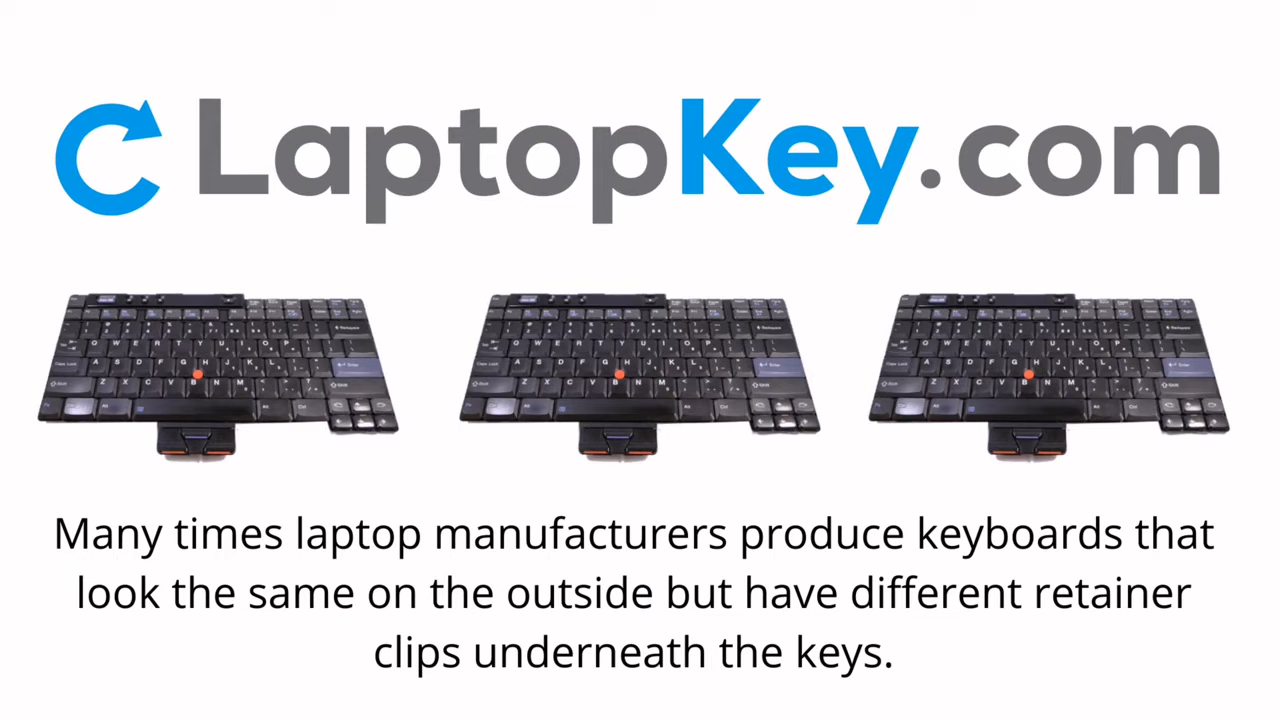 LaptopKey.com
Many times laptop manufacturers produce keyboards that
look the same on the outside but have different retainer
clips underneath the keys.